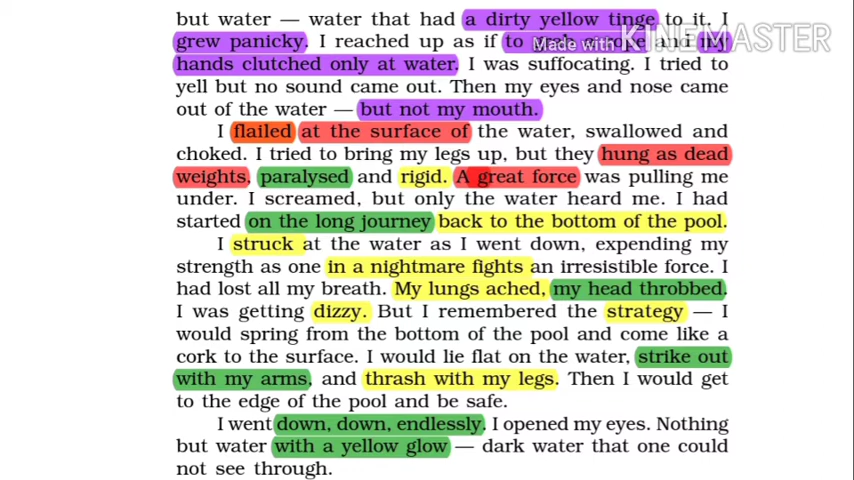 but water — water that had a dirty yellow tinge to it. I
grew panicky. I reached up as if to and my
Made with KINEMASTER
hands clutched only at water. I was suffocating. I tried to
yell but no sound came out. Then my eyes and nose came
out of the water — but not my mouth.
I flailed at the surface of the water, swallowed and
choked. I tried to bring my legs up, but they hung as dead
weights, paralysed and rigid. A great force was pulling me
under. I screamed, but only the water heard me. I had
started on the long journey back to the bottom of the pool.
I struck at the water as I went down, expending my
strength as one in a nightmare fights an irresistible force. I
had lost all my breath. My lungs ached, my head throbbed.
I was getting dizzy. But I remembered the strategy — I
would spring from the bottom of the pool and come like a
cork to the surface. I would lie flat on the water, strike out
with my arms, and thrash with my legs. Then I would get
to the edge of the pool and be safe.
I went down, down, endlessly. I opened my eyes. Nothing
but water with a yellow glow — dark water that one could
not see through.